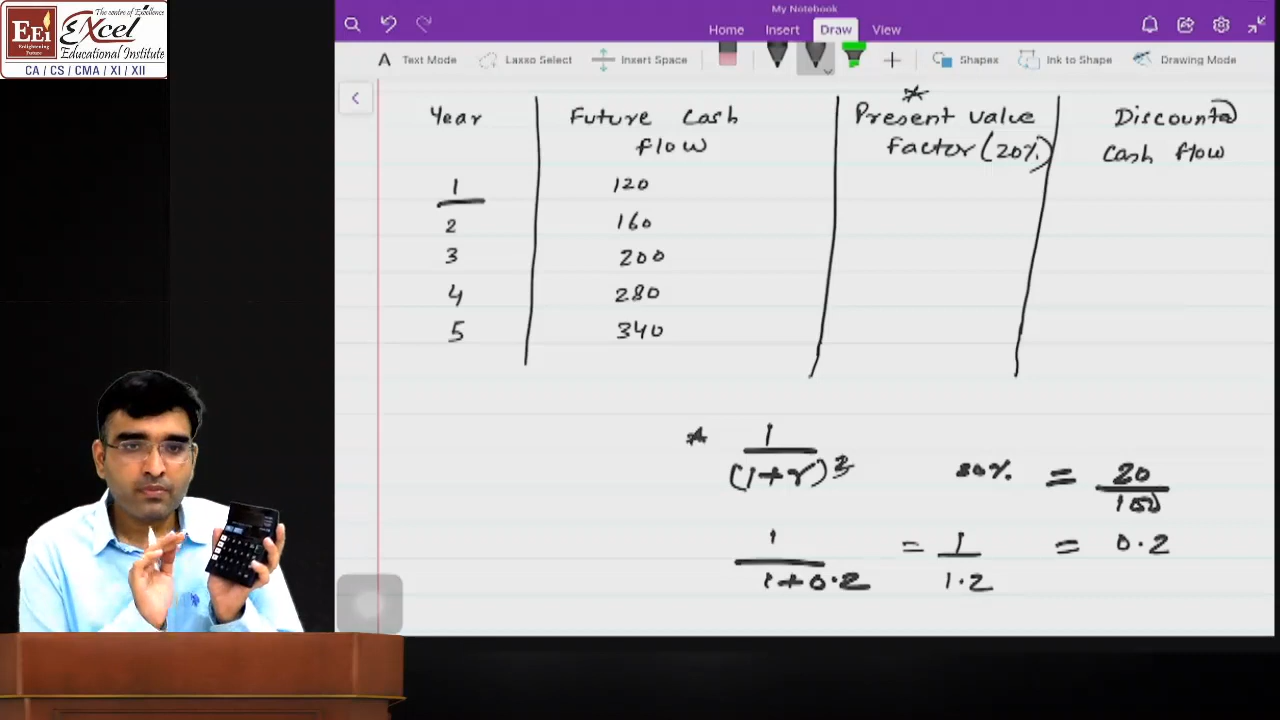 The centre of Excellence
EEi
Enlightening
Future
eXcel
Educational Institute
CA / CS / CMA / XI / XII
My Notebook
Home Insert Draw View
A Text Mode Lasso Select Insert Space Shapes Ink to Shape Drawing Mode
Year Future Cash flow Present value factor (20%) Discounted Cash flow
1 120
2 160
3 200
4 280
5 340
1
(1+r)
20% = 20
100
1
1+0.2
= 1
1.2
= 0.2